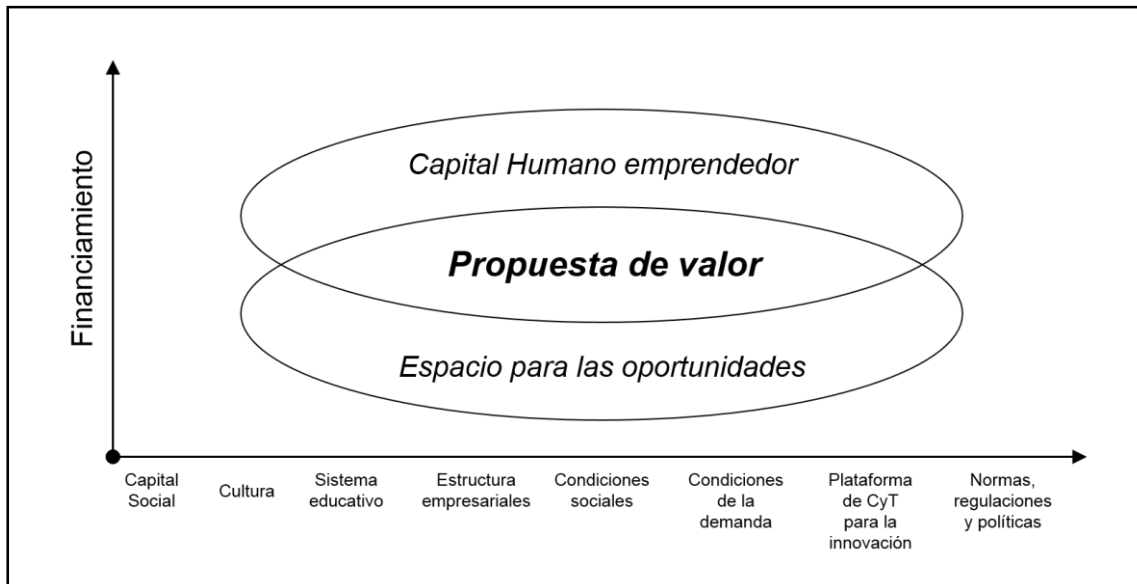 Financiamiento
Capital Humano emprendedor
Propuesta de valor
Espacio para las oportunidades
Capital
Social
Cultura
Sistema
educativo
Estructura
empresariales
Condiciones
sociales
Condiciones
de la
demanda
Plataforma
de CyT
para la
innovación
Normas,
regulaciones
y políticas